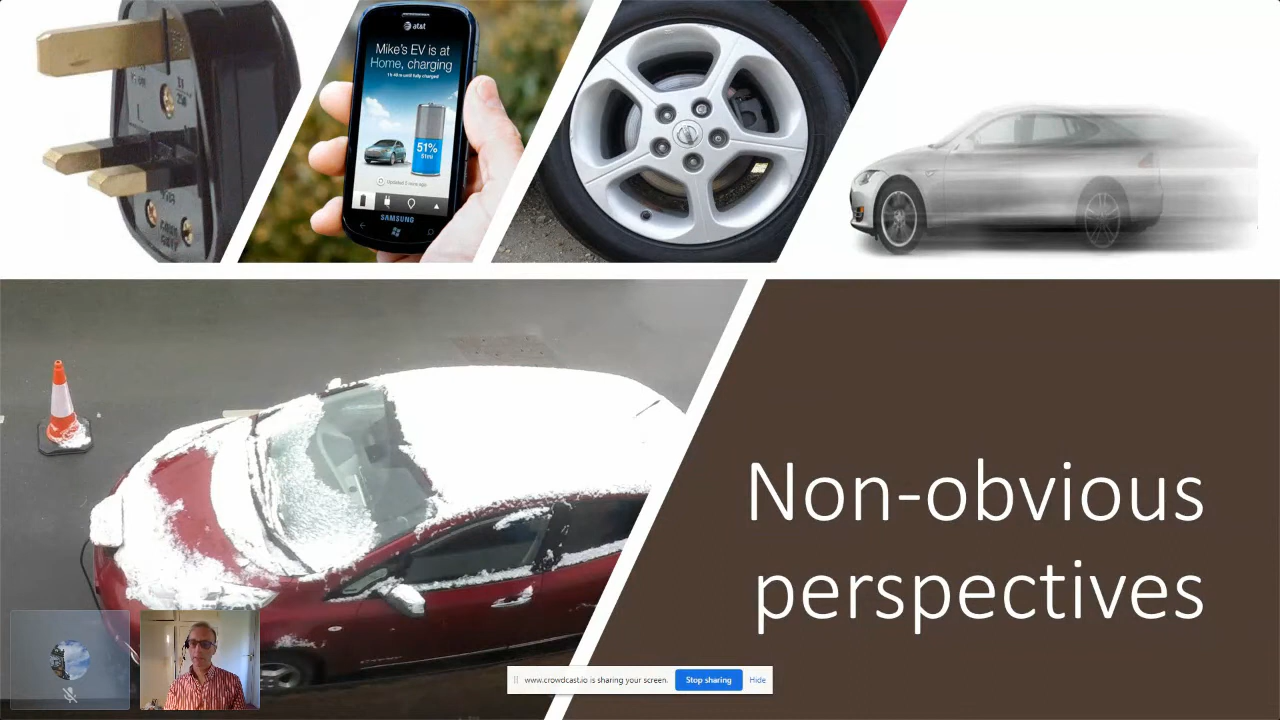 at&t
Mike's EV is at
Home, charging
51%
51mi
SAMSUNG
Non-obvious
perspectives
www.crowdcast.io is sharing your screen.
Stop sharing
Hide